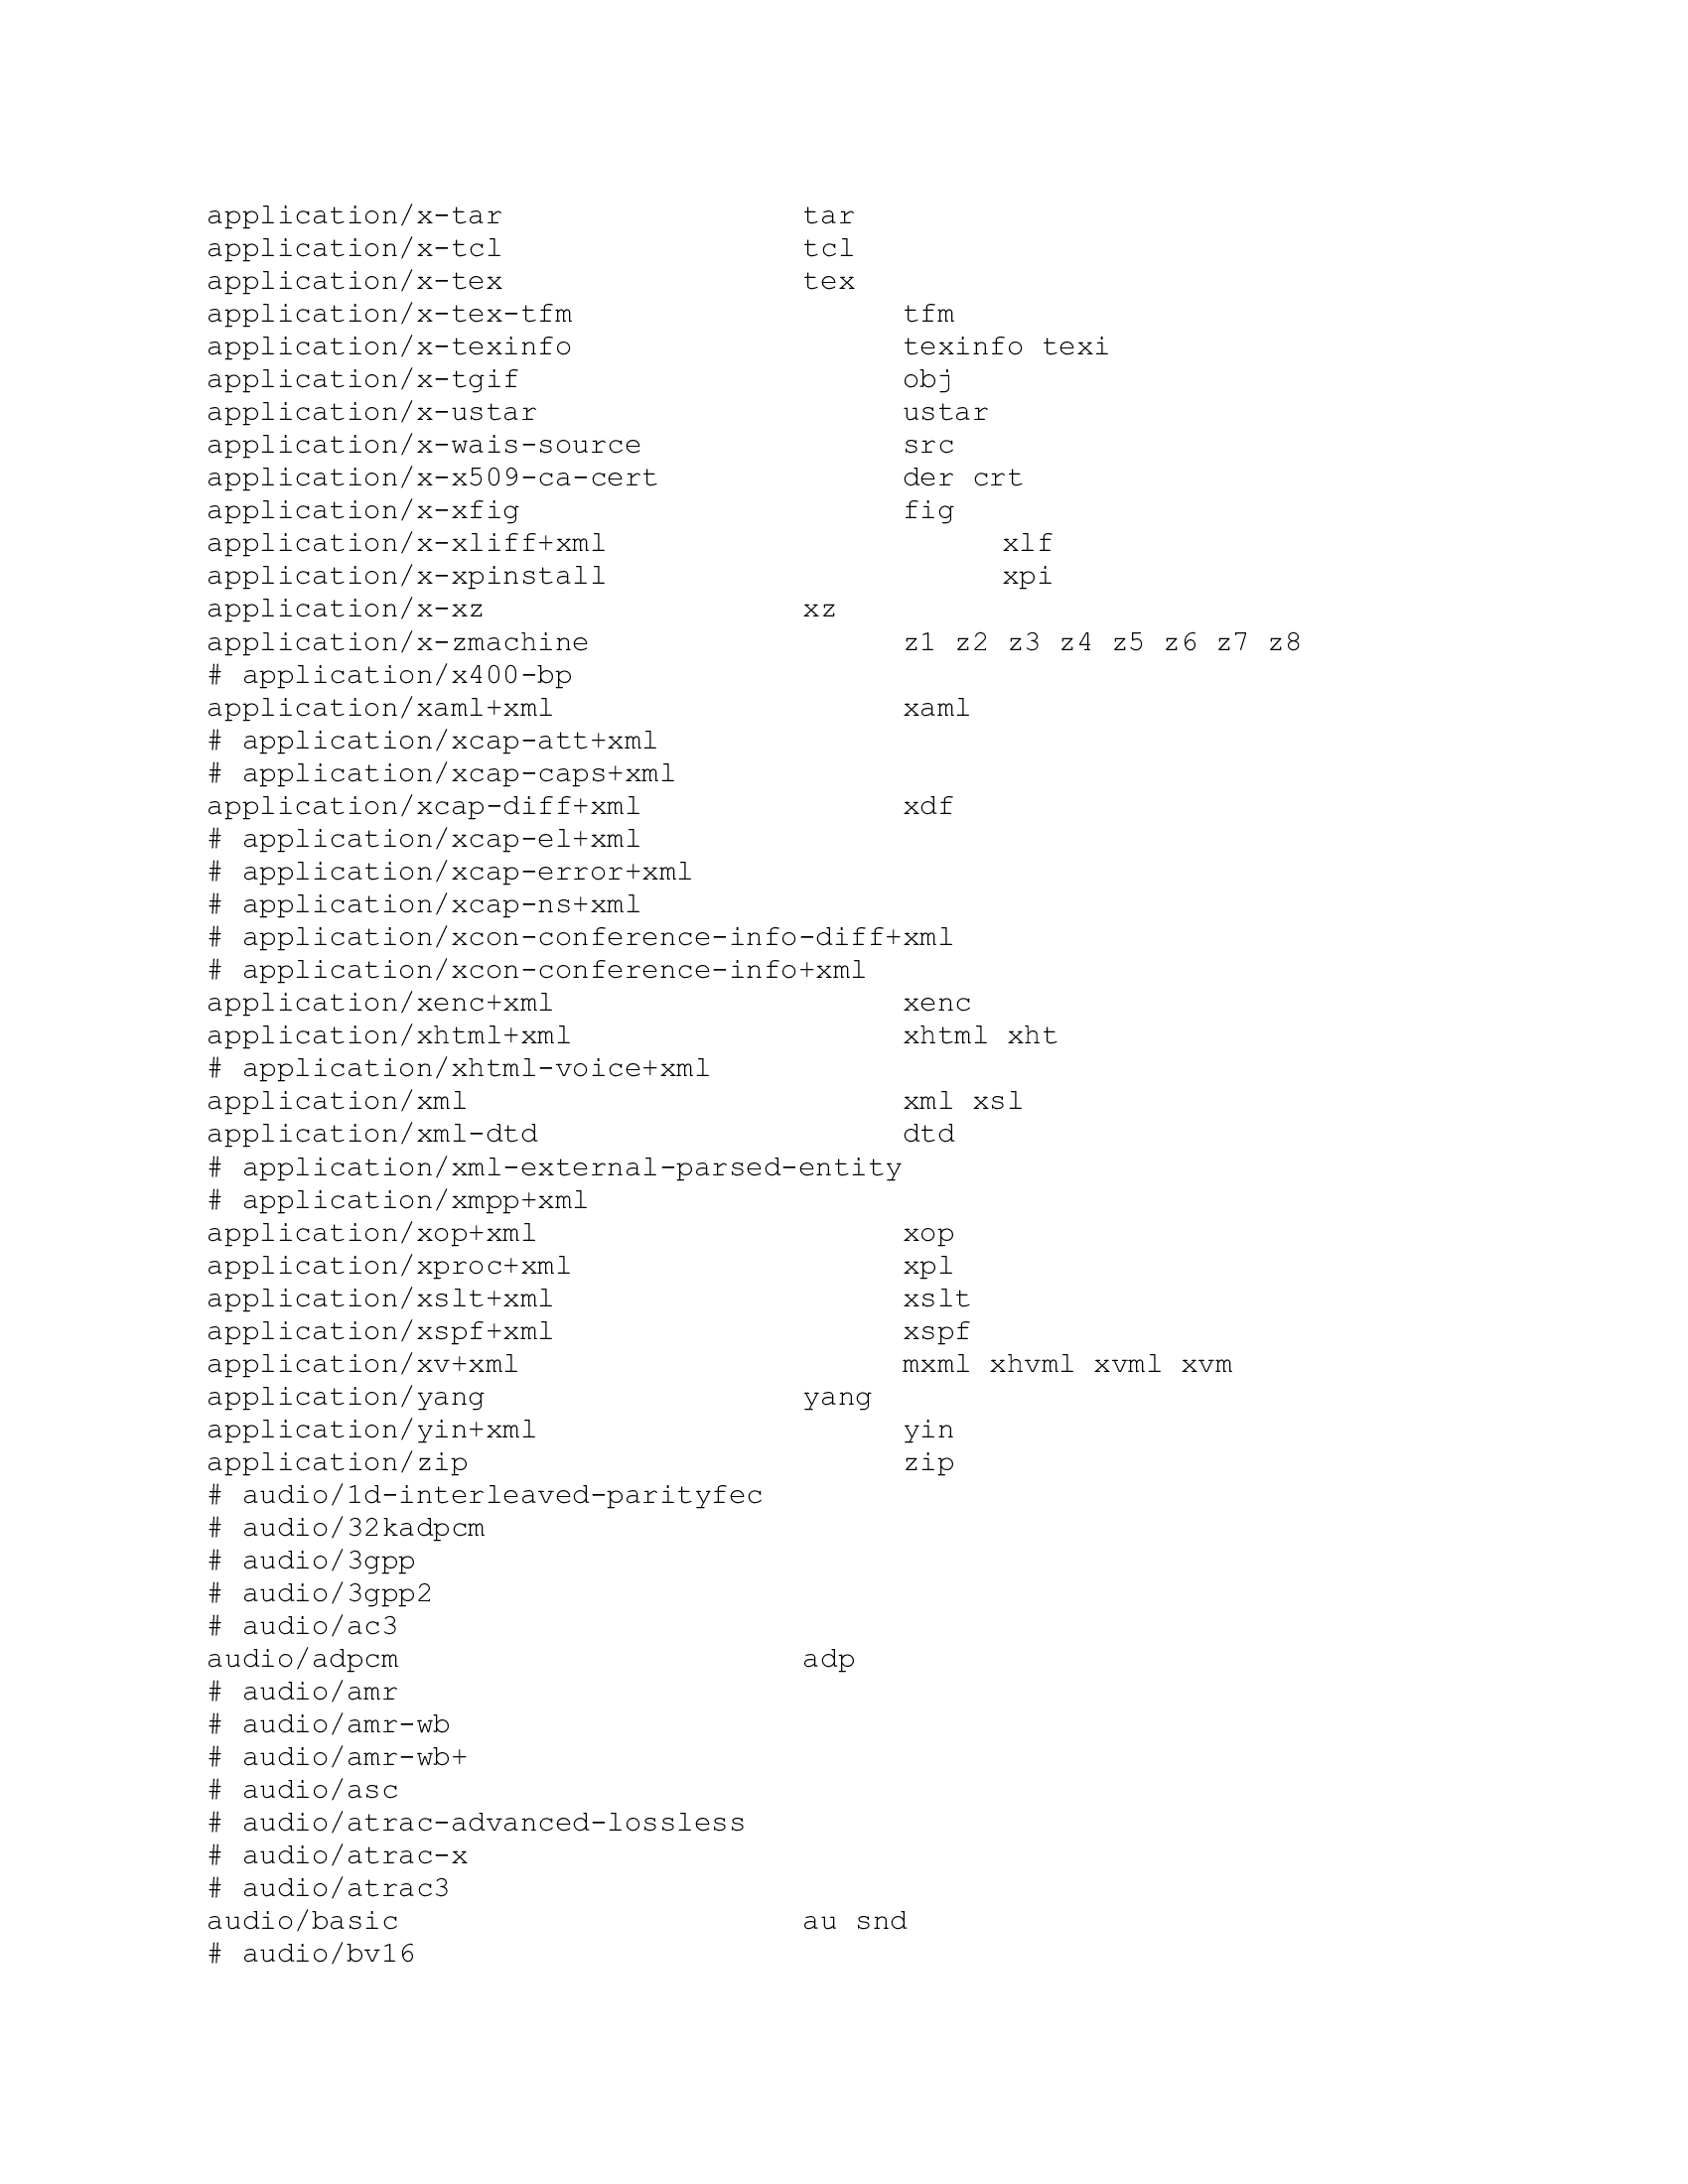 application/x-tar tar
application/x-tcl tcl
application/x-tex tex
application/x-tex-tfm tfm
application/x-texinfo texinfo texi
application/x-tgif obj
application/x-ustar ustar
application/x-wais-source src
application/x-x509-ca-cert der crt
application/x-xfig fig
application/x-xliff+xml xlf
application/x-xpinstall xpi
application/x-xz xz
application/x-zmachine z1 z2 z3 z4 z5 z6 z7 z8
# application/x400-bp
application/xaml+xml xaml
# application/xcap-att+xml
# application/xcap-caps+xml
application/xcap-diff+xml xdf
# application/xcap-el+xml
# application/xcap-error+xml
# application/xcap-ns+xml
# application/xcon-conference-info-diff+xml
# application/xcon-conference-info+xml
application/xenc+xml xenc
application/xhtml+xml xhtml xht
# application/xhtml-voice+xml
application/xml xml xsl
application/xml-dtd dtd
# application/xml-external-parsed-entity
# application/xmpp+xml
application/xop+xml xop
application/xproc+xml xpl
application/xslt+xml xslt
application/xspf+xml xspf
application/xv+xml mxml xhvml xvml xvm
application/yang yang
application/yin+xml yin
application/zip zip
# audio/1d-interleaved-parityfec
# audio/32kadpcm
# audio/3gpp
# audio/3gpp2
# audio/ac3
audio/adpcm adp
# audio/amr
# audio/amr-wb
# audio/amr-wb+
# audio/asc
# audio/atrac-advanced-lossless
# audio/atrac-x
# audio/atrac3
audio/basic au snd
# audio/bv16